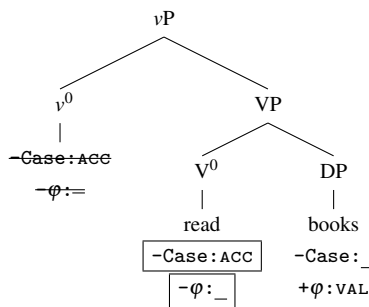 vP
v⁰ VP
-Case:ACC V⁰ DP
-φ:= read books
-Case:ACC -Case:_
-φ:_ +φ:VAL